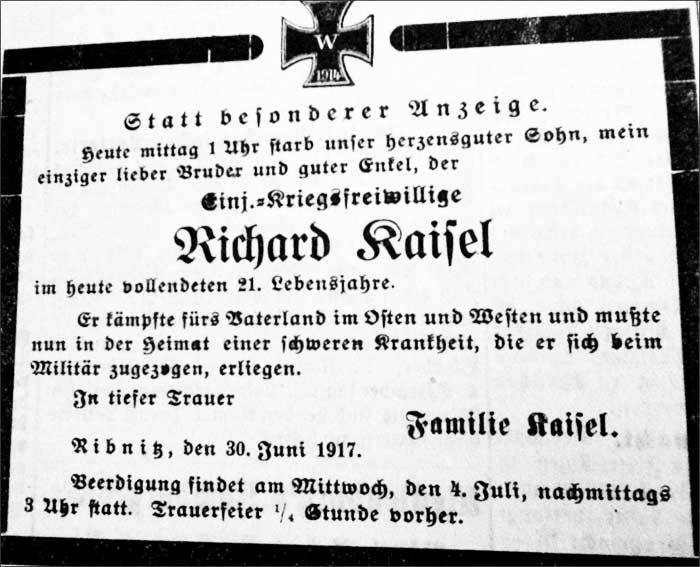 W
1914
Statt besonderer Anzeige.
Heute mittag 1 Uhr starb unser herzensguter Sohn, mein
einziger lieber Bruder und guter Enkel, der
Einj.=Kriegsfreiwillige
Richard Kaisel
im heute vollendeten 21. Lebensjahre.
Er kämpfte fürs Vaterland im Osten und Westen und mußte
nun in der Heimat einer schweren Krankheit, die er sich beim
Militär zugezogen, erliegen.
In tiefer Trauer
Familie Kaisel.
Ribnitz, den 30. Juni 1917.
Beerdigung findet am Mittwoch, den 4. Juli, nachmittags
3 Uhr statt. Trauerfeier 1/4 Stunde vorher.